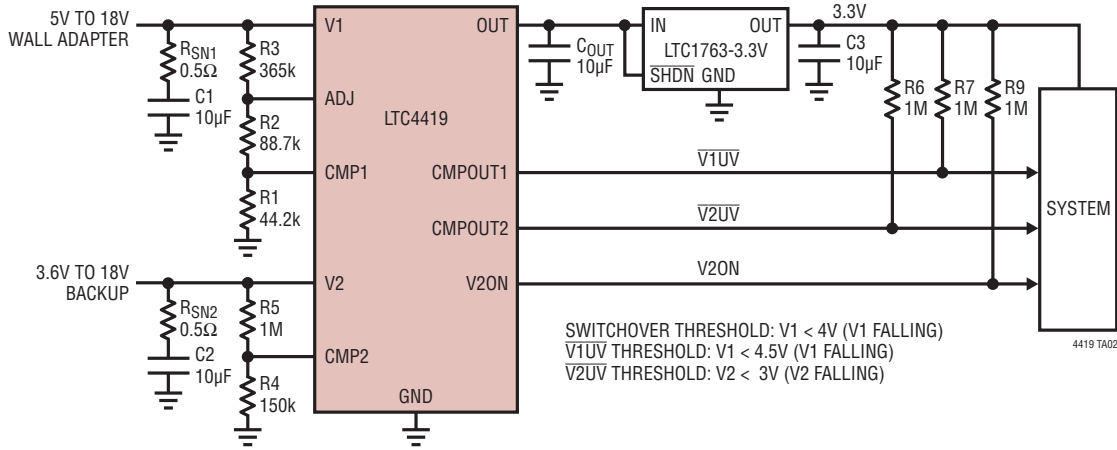 5V TO 18V
WALL ADAPTER
RSN1
0.5Ω
C1
10µF
R3
365k
R2
88.7k
R1
44.2k
V1
ADJ
CMP1
LTC4419
OUT
CMPOUT1
CMPOUT2
V2ON
V2
CMP2
GND
3.6V TO 18V
BACKUP
RSN2
0.5Ω
C2
10µF
R5
1M
R4
150k
COUT
10µF
IN
OUT
LTC1763-3.3V
SHDN GND
3.3V
C3
10µF
R6
1M
R7
1M
R9
1M
V1UV
V2UV
V2ON
SYSTEM
SWITCHOVER THRESHOLD: V1 < 4V (V1 FALLING)
V1UV THRESHOLD: V1 < 4.5V (V1 FALLING)
V2UV THRESHOLD: V2 < 3V (V2 FALLING)
4419 TA02